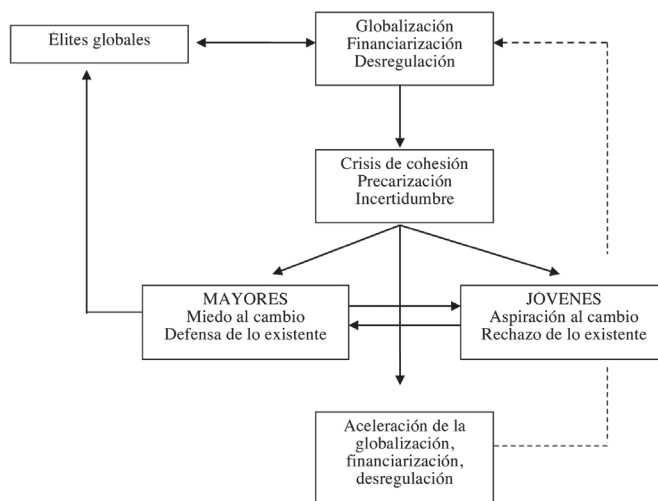 Élites globales
Globalización
Financiarización
Desregulación
Crisis de cohesión
Precarización
Incertidumbre
MAYORES
Miedo al cambio
Defensa de lo existente
JÓVENES
Aspiración al cambio
Rechazo de lo existente
Aceleración de la
globalización,
financiarización,
desregulación